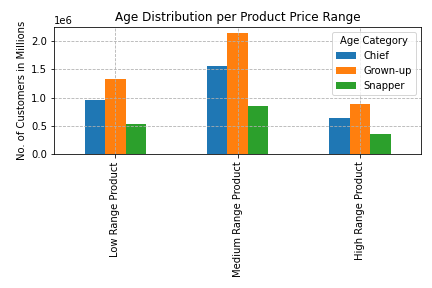 Age Distribution per Product Price Range
1e6
No. of Customers in Millions
2.0
1.5
1.0
0.5
0.0
Age Category
Chief
Grown-up
Snapper
Low Range Product
Medium Range Product
High Range Product